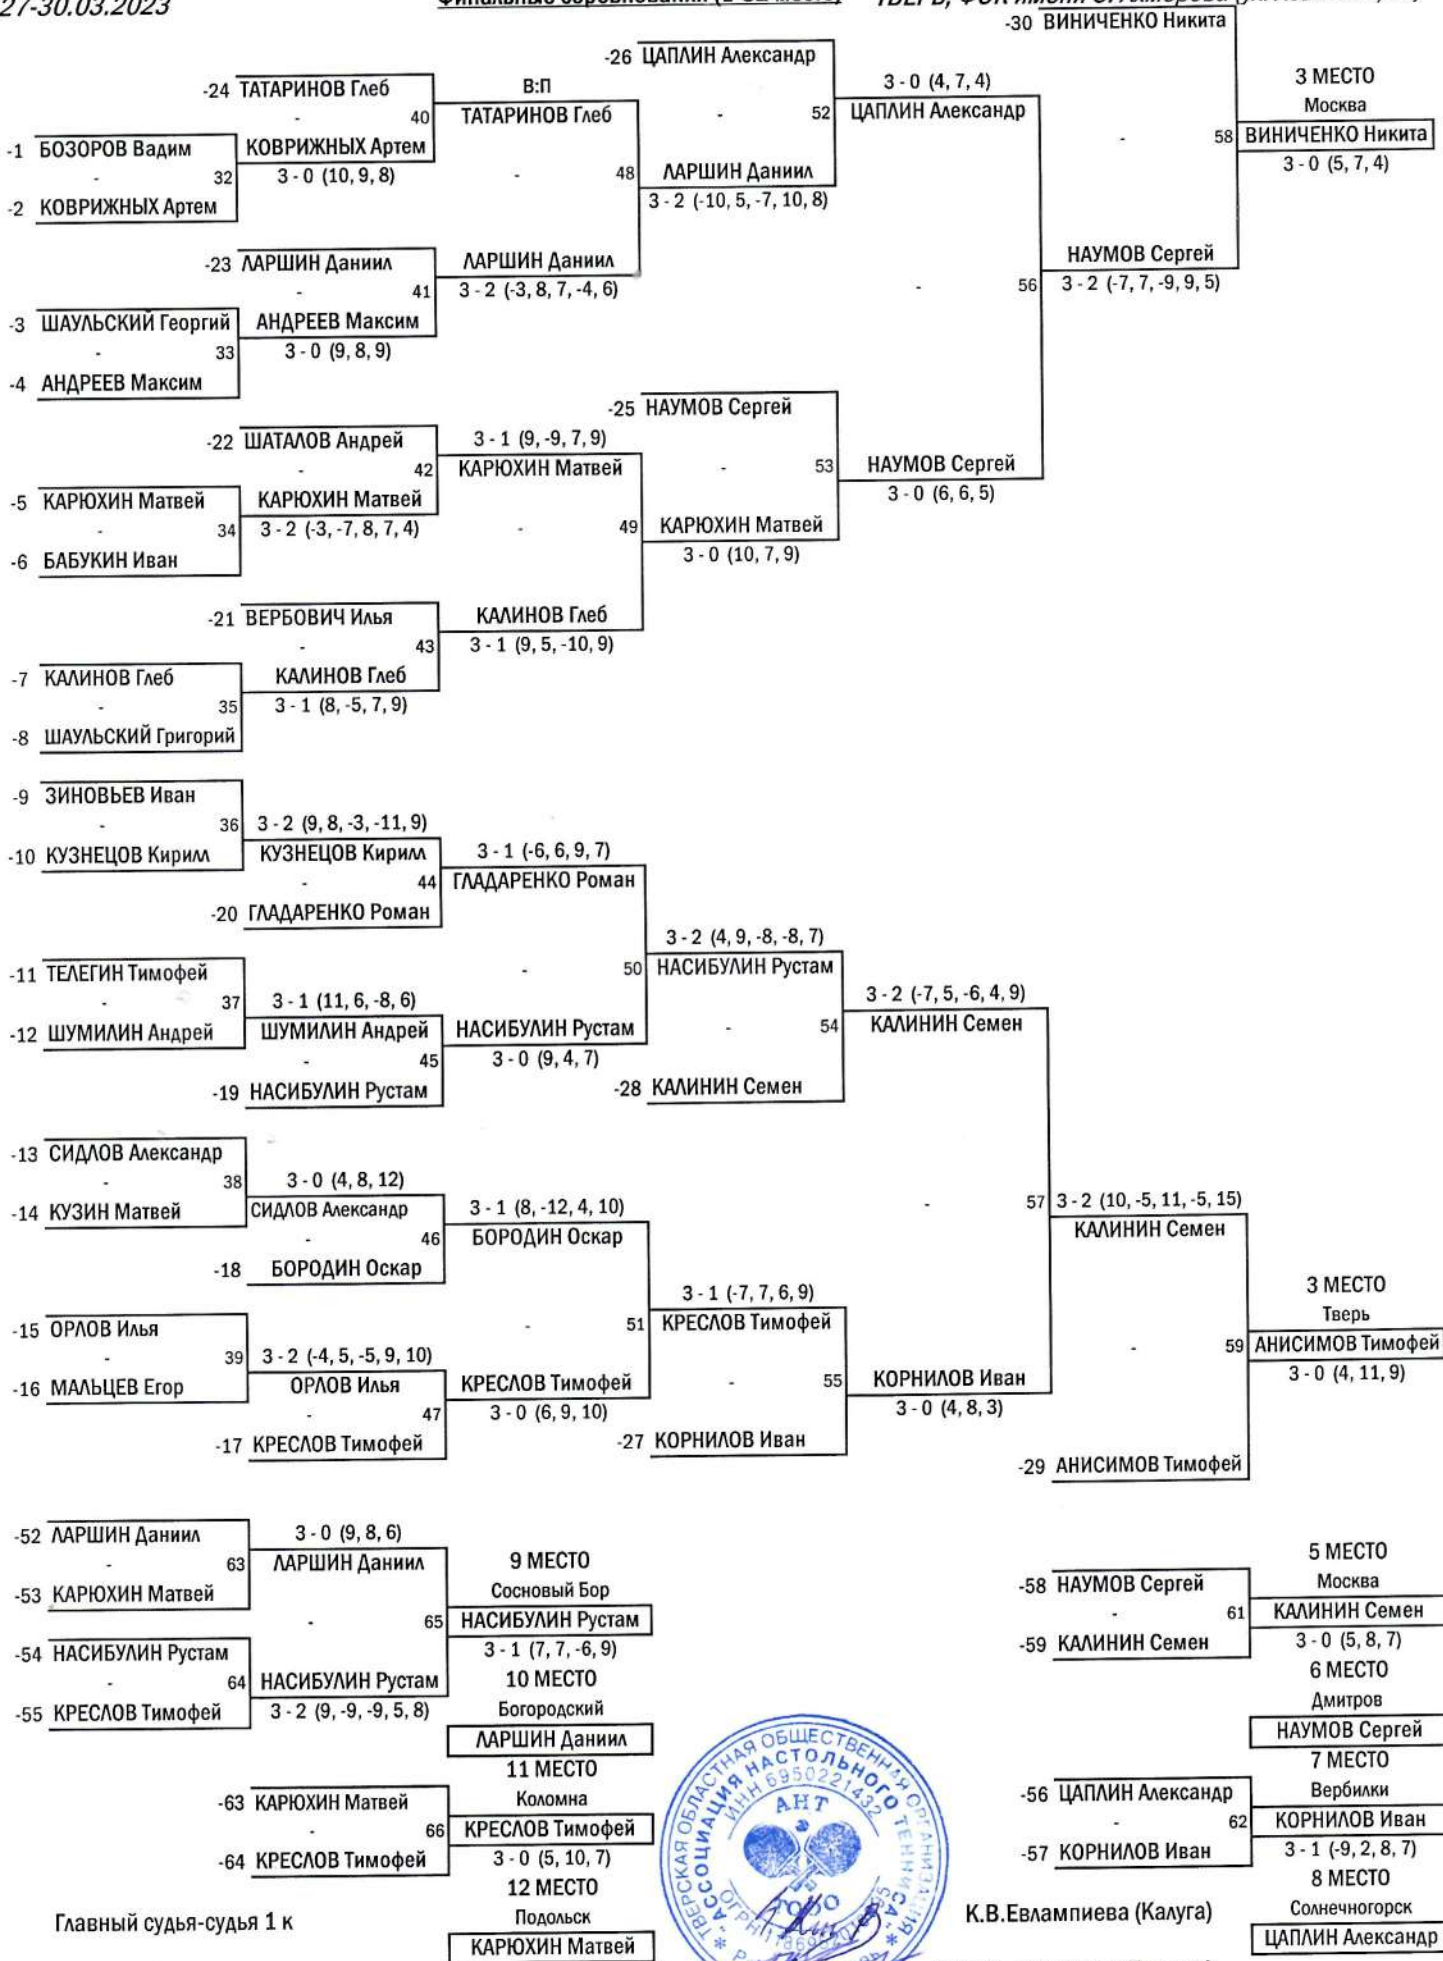 27-30.03.2023
Финальные соревнования
-30 ВИНИЧЕНКО Никита
-26 ЦАПЛИН Александр
3 МЕСТО
-24 ТАТАРИНОВ Глеб
В:П
3 - 0 (4, 7, 4)
Москва
- 40
ТАТАРИНОВ Глеб
- 52
ЦАПЛИН Александр
- 58
ВИНИЧЕНКО Никита
-1 БОЗОРОВ Вадим
КОВРИЖНЫХ Артем
3 - 0 (5, 7, 4)
- 32
3 - 0 (10, 9, 8)
- 48
ЛАРШИН Даниил
-2 КОВРИЖНЫХ Артем
3 - 2 (-10, 5, -7, 10, 8)
-23 ЛАРШИН Даниил
ЛАРШИН Даниил
НАУМОВ Сергей
- 41
3 - 2 (-3, 8, 7, -4, 6)
- 56
3 - 2 (-7, 7, -9, 9, 5)
-3 ШАУЛЬСКИЙ Георгий
АНДРЕЕВ Максим
- 33
3 - 0 (9, 8, 9)
-4 АНДРЕЕВ Максим
-25 НАУМОВ Сергей
-22 ШАТАЛОВ Андрей
3 - 1 (9, -9, 7, 9)
- 42
КАРЮХИН Матвей
- 53
НАУМОВ Сергей
-5 КАРЮХИН Матвей
КАРЮХИН Матвей
3 - 0 (6, 6, 5)
- 34
3 - 2 (-3, -7, 8, 7, 4)
- 49
КАРЮХИН Матвей
-6 БАБУКИН Иван
3 - 0 (10, 7, 9)
-21 ВЕРБОВИЧ Илья
КАЛИНОВ Глеб
- 43
3 - 1 (9, 5, -10, 9)
-7 КАЛИНОВ Глеб
КАЛИНОВ Глеб
- 35
3 - 1 (8, -5, 7, 9)
-8 ШАУЛЬСКИЙ Григорий
-9 ЗИНОВЬЕВ Иван
- 36
3 - 2 (9, 8, -3, -11, 9)
-10 КУЗНЕЦОВ Кирилл
КУЗНЕЦОВ Кирилл
3 - 1 (-6, 6, 9, 7)
- 44
ГЛАДАРЕНКО Роман
-20 ГЛАДАРЕНКО Роман
3 - 2 (4, 9, -8, -8, 7)
-11 ТЕЛЕГИН Тимофей
- 50
НАСИБУЛИН Рустам
- 37
3 - 1 (11, 6, -8, 6)
3 - 2 (-7, 5, -6, 4, 9)
-12 ШУМИЛИН Андрей
ШУМИЛИН Андрей
НАСИБУЛИН Рустам
- 54
КАЛИНИН Семен
- 45
3 - 0 (9, 4, 7)
-19 НАСИБУЛИН Рустам
-28 КАЛИНИН Семен
-13 СИДЛОВ Александр
- 38
3 - 0 (4, 8, 12)
-14 КУЗИН Матвей
СИДЛОВ Александр
3 - 1 (8, -12, 4, 10)
- 57
3 - 2 (10, -5, 11, -5, 15)
- 46
БОРОДИН Оскар
КАЛИНИН Семен
-18 БОРОДИН Оскар
3 - 1 (-7, 7, 6, 9)
3 МЕСТО
-15 ОРЛОВ Илья
- 51
КРЕСЛОВ Тимофей
Тверь
- 39
3 - 2 (-4, 5, -5, 9, 10)
- 59
АНИСИМОВ Тимофей
-16 МАЛЬЦЕВ Егор
ОРЛОВ Илья
КРЕСЛОВ Тимофей
- 55
КОРНИЛОВ Иван
3 - 0 (4, 11, 9)
- 47
3 - 0 (6, 9, 10)
3 - 0 (4, 8, 3)
-17 КРЕСЛОВ Тимофей
-27 КОРНИЛОВ Иван
-29 АНИСИМОВ Тимофей
-52 ЛАРШИН Даниил
3 - 0 (9, 8, 6)
- 63
ЛАРШИН Даниил
9 МЕСТО
5 МЕСТО
-53 КАРЮХИН Матвей
Сосновый Бор
-58 НАУМОВ Сергей
Москва
- 65
НАСИБУЛИН Рустам
- 61
КАЛИНИН Семен
-54 НАСИБУЛИН Рустам
3 - 1 (7, 7, -6, 9)
-59 КАЛИНИН Семен
3 - 0 (5, 8, 7)
- 64
НАСИБУЛИН Рустам
10 МЕСТО
6 МЕСТО
-55 КРЕСЛОВ Тимофей
3 - 2 (9, -9, -9, 5, 8)
Богородский
Дмитров
ЛАРШИН Даниил
НАУМОВ Сергей
11 МЕСТО
7 МЕСТО
-63 КАРЮХИН Матвей
Коломна
-56 ЦАПЛИН Александр
Вербилки
- 66
КРЕСЛОВ Тимофей
- 62
КОРНИЛОВ Иван
-64 КРЕСЛОВ Тимофей
3 - 0 (5, 10, 7)
-57 КОРНИЛОВ Иван
3 - 1 (-9, 2, 8, 7)
12 МЕСТО
8 МЕСТО
Главный судья-судья 1 к
Подольск
К.В.Евлампиева (Калуга)
Солнечногорск
КАРЮХИН Матвей
ЦАПЛИН Александр
ТВЕРСКАЯ ОБЛАСТНАЯ ОБЩЕСТВЕННАЯ ОРГАНИЗАЦИЯ
"АССОЦИАЦИЯ НАСТОЛЬНОГО ТЕННИСА"
ИНН 6950221432
АНТ